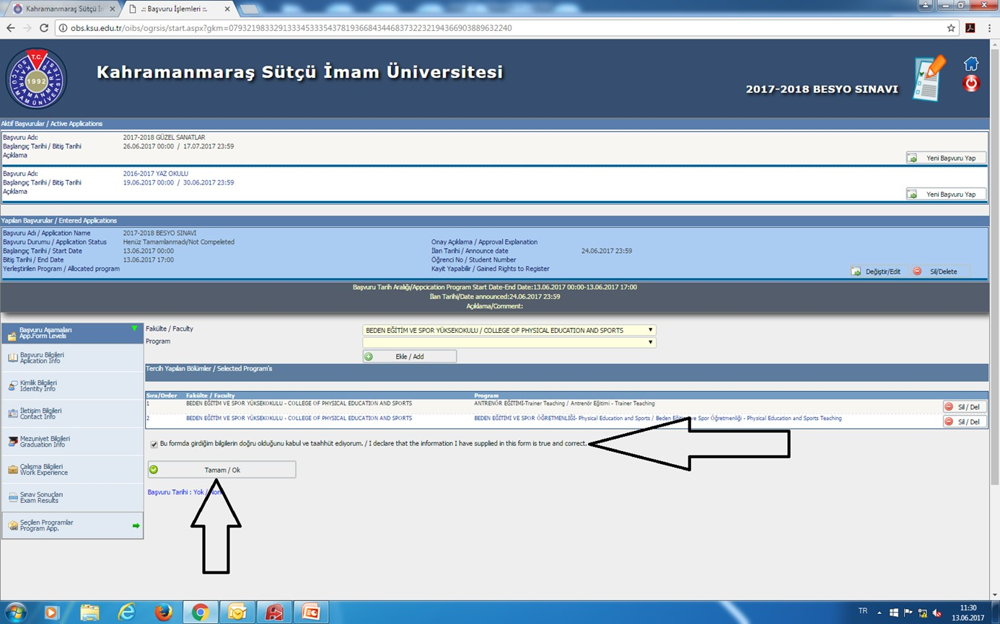 Kahramanmaraş Sütçü İm
.:: Başvuru İşlemleri ::.
obs.ksu.edu.tr/oibs/ogrsis/start.aspx?gkm=0793219833291333453335437819366843446837322321943669038896322​40
T.C.
KAHRAMANMARAŞ SÜTÇÜ İMAM ÜNİVERSİTESİ
1992
Kahramanmaraş Sütçü İmam Üniversitesi
2017-2018 BESYO SINAVI
Aktif Başvurular / Active Applications
Başvuru Adı: 2017-2018 GÜZEL SANATLAR
Başlangıç Tarihi / Bitiş Tarihi 26.06.2017 00:00 / 17.07.2017 23:59
Açıklama
Yeni Başvuru Yap
Başvuru Adı: 2016-2017 YAZ OKULU
Başlangıç Tarihi / Bitiş Tarihi 19.06.2017 00:00 / 30.06.2017 23:59
Açıklama
Yeni Başvuru Yap
Yapılan Başvurular / Entered Applications
Başvuru Adı / Application Name 2017-2018 BESYO SINAVI
Başvuru Durumu / Application Status Henüz Tamamlanmadı/Not Compeleted Onay Açıklama / Approval Explanation
Başlangıç Tarihi / Start Date 13.06.2017 00:00 İlan Tarihi / Announce date 24.06.2017 23:59
Bitiş Tarihi / End Date 13.06.2017 17:00 Öğrenci No / Student Number
Yerleştirilen Program / Allocated program Kayit Yapabilir / Gained Rights to Register
Değiştir/Edit Sil/Delete
Başvuru Tarih Aralığı/Appcication Program Start Date-End Date:13.06.2017 00:00-13.06.2017 17:00
İlan Tarihi/Date announced:24.06.2017 23:59
Açıklama/Comment:
Başvuru Aşamaları
App.Form Levels
Başvuru Bilgileri
Aplication Info
Kimlik Bilgileri
Identity Info
İletişim Bilgileri
Contact Info
Mezuniyet Bilgileri
Graduation Info
Çalışma Bilgileri
Work Experience
Sınav Sonuçları
Exam Results
Seçilen Programlar
Program App.
Fakülte / Faculty BEDEN EĞİTİM VE SPOR YÜKSEKOKULU / COLLEGE OF PHYSICAL EDUCATION AND SPORTS
Program
Ekle / Add
Tercih Yapılan Bölümler / Selected Program's
Sıra/Order Fakülte / Faculty Program
1 BEDEN EĞİTİM VE SPOR YÜKSEKOKULU - COLLEGE OF PHYSICAL EDUCATION AND SPORTS ANTRENÖR EĞİTİMİ-Trainer Teaching / Antrenör Eğitimi - Trainer Teaching Sil / Del
2 BEDEN EĞİTİM VE SPOR YÜKSEKOKULU - COLLEGE OF PHYSICAL EDUCATION AND SPORTS BEDEN EĞİTİMİ VE SPOR ÖĞRETMENLİĞİ- Physical Education and Sports / Beden Eğitimi ve Spor Öğretmenliği - Physical Education and Sports Teaching Sil / Del
Bu formda girdiğim bilgilerin doğru olduğunu kabul ve taahhüt ediyorum. / I declare that the information I have supplied in this form is true and correct.
Tamam / Ok
Başvuru Tarihi : Yok / None
TR
11:30
13.06.2017